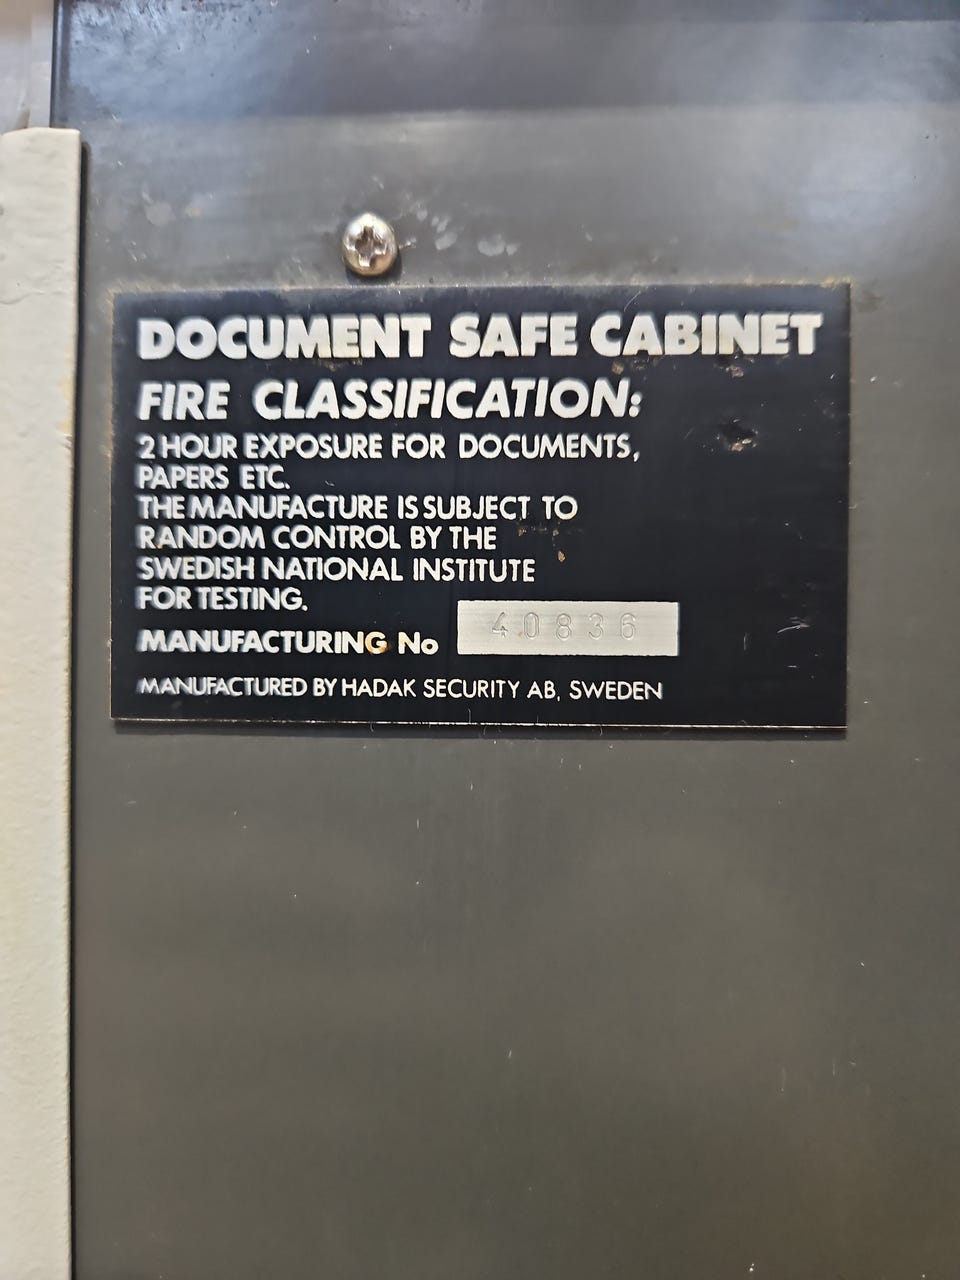 DOCUMENT SAFE CABINET
FIRE CLASSIFICATION:
2 HOUR EXPOSURE FOR DOCUMENTS,
PAPERS ETC.
THE MANUFACTURE IS SUBJECT TO
RANDOM CONTROL BY THE
SWEDISH NATIONAL INSTITUTE
FOR TESTING.
MANUFACTURING No 40836
MANUFACTURED BY HADAK SECURITY AB, SWEDEN